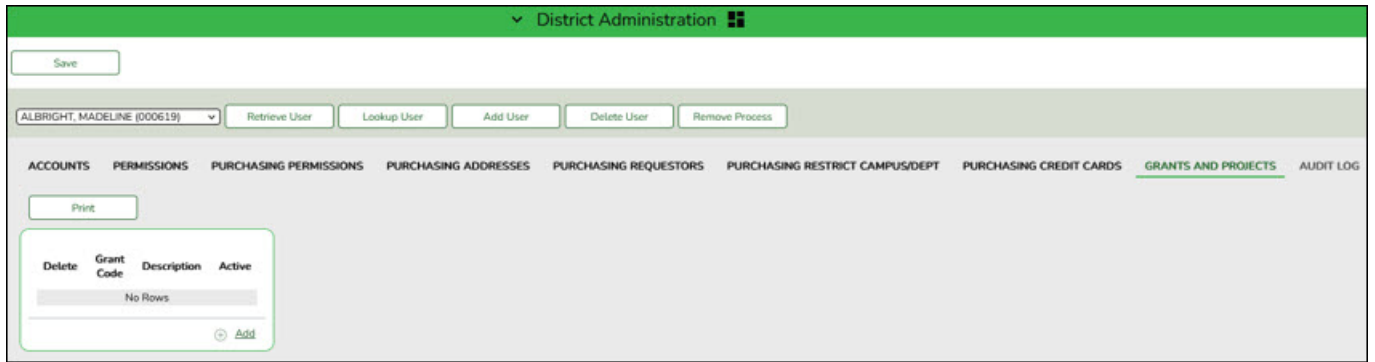 District Administration
Save
ALBRIGHT, MADELINE (000619) Retrieve User Lookup User Add User Delete User Remove Process
ACCOUNTS PERMISSIONS PURCHASING PERMISSIONS PURCHASING ADDRESSES PURCHASING REQUESTORS PURCHASING RESTRICT CAMPUS/DEPT PURCHASING CREDIT CARDS GRANTS AND PROJECTS AUDIT LOG
Print
Delete Grant Code Description Active
No Rows
Add